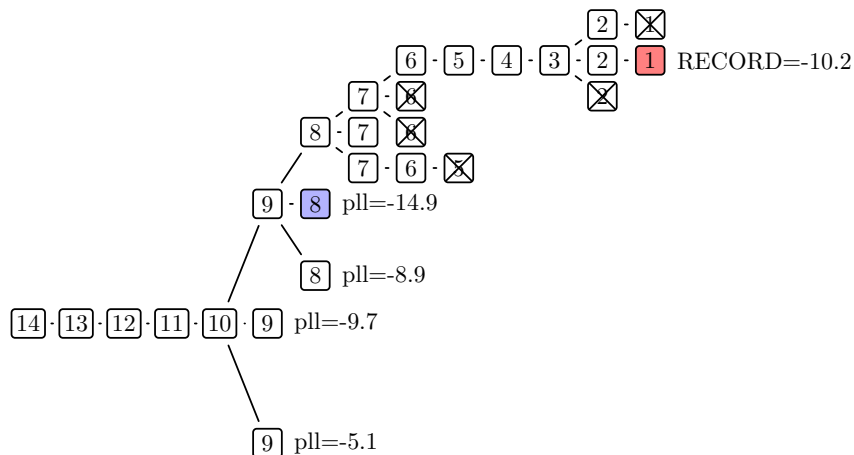 2 1
6 5 4 3 2 1 RECORD=-10.2
7 6 2
8 7 6
7 6 5
9 8 pll=-14.9
8 pll=-8.9
14 13 12 11 10 9 pll=-9.7
9 pll=-5.1